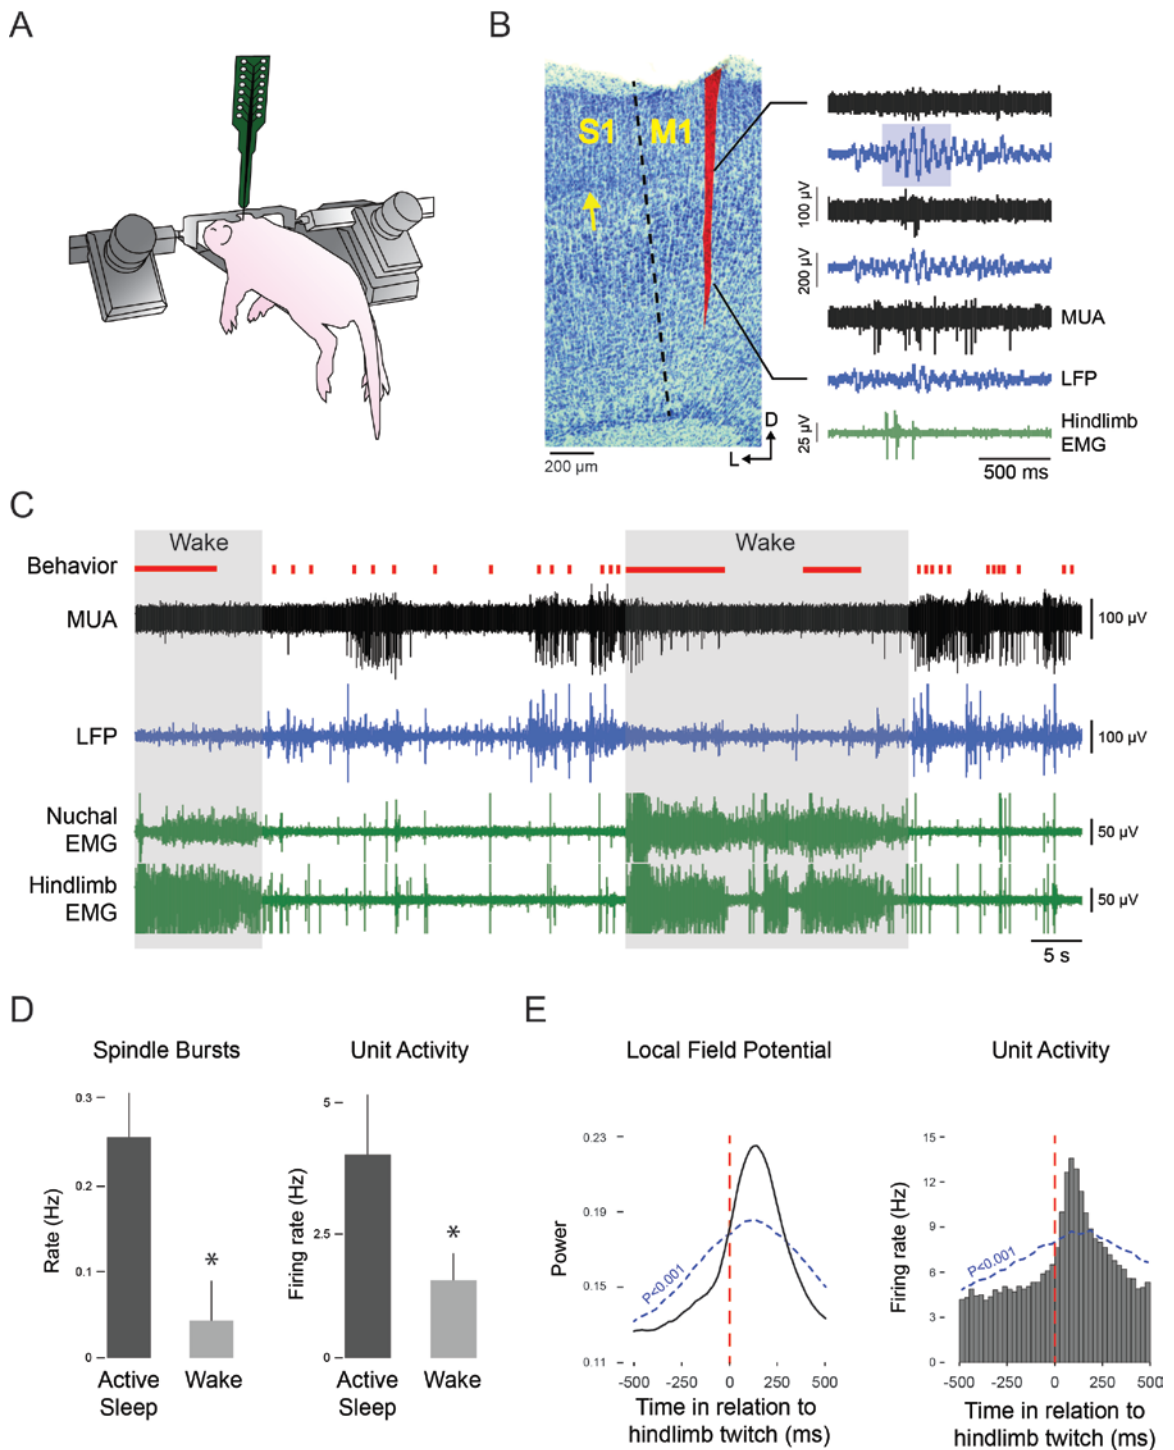 A
B
S1
M1
100 µV
200 µV
MUA
LFP
25 µV
Hindlimb
EMG
D
L
200 µm
500 ms
C
Wake
Wake
Behavior
MUA
100 µV
LFP
100 µV
Nuchal
EMG
50 µV
Hindlimb
EMG
50 µV
5 s
D
E
Spindle Bursts
Unit Activity
Local Field Potential
Unit Activity
Rate (Hz)
0.3
0.2
0.1
0
*
Active
Sleep
Wake
Firing rate (Hz)
5
2.5
0
*
Active
Sleep
Wake
Power
0.23
0.19
0.15
0.11
P<0.001
-500
-250
0
250
500
Time in relation to
hindlimb twitch (ms)
Firing rate (Hz)
15
12
9
6
3
0
P<0.001
-500
-250
0
250
500
Time in relation to
hindlimb twitch (ms)